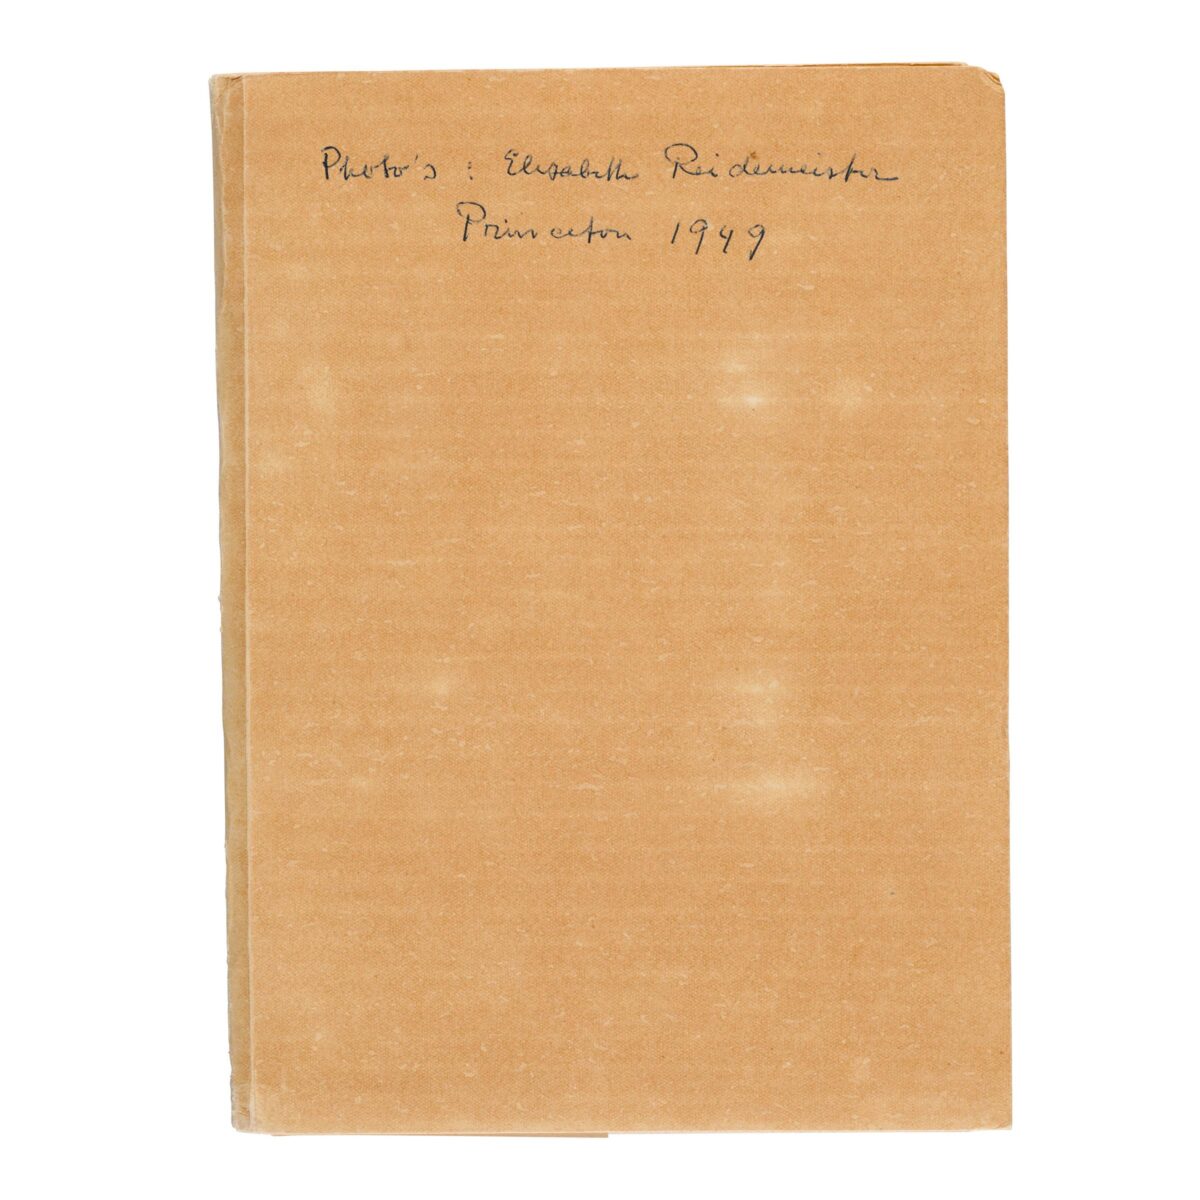 Photo's : Elisabeth Reidemeister
Princeton 1949